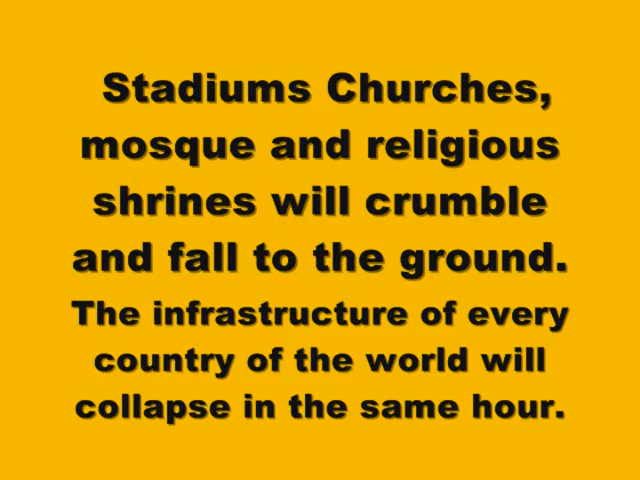 Stadiums Churches,
mosque and religious
shrines will crumble
and fall to the ground.
The infrastructure of every
country of the world will
collapse in the same hour.